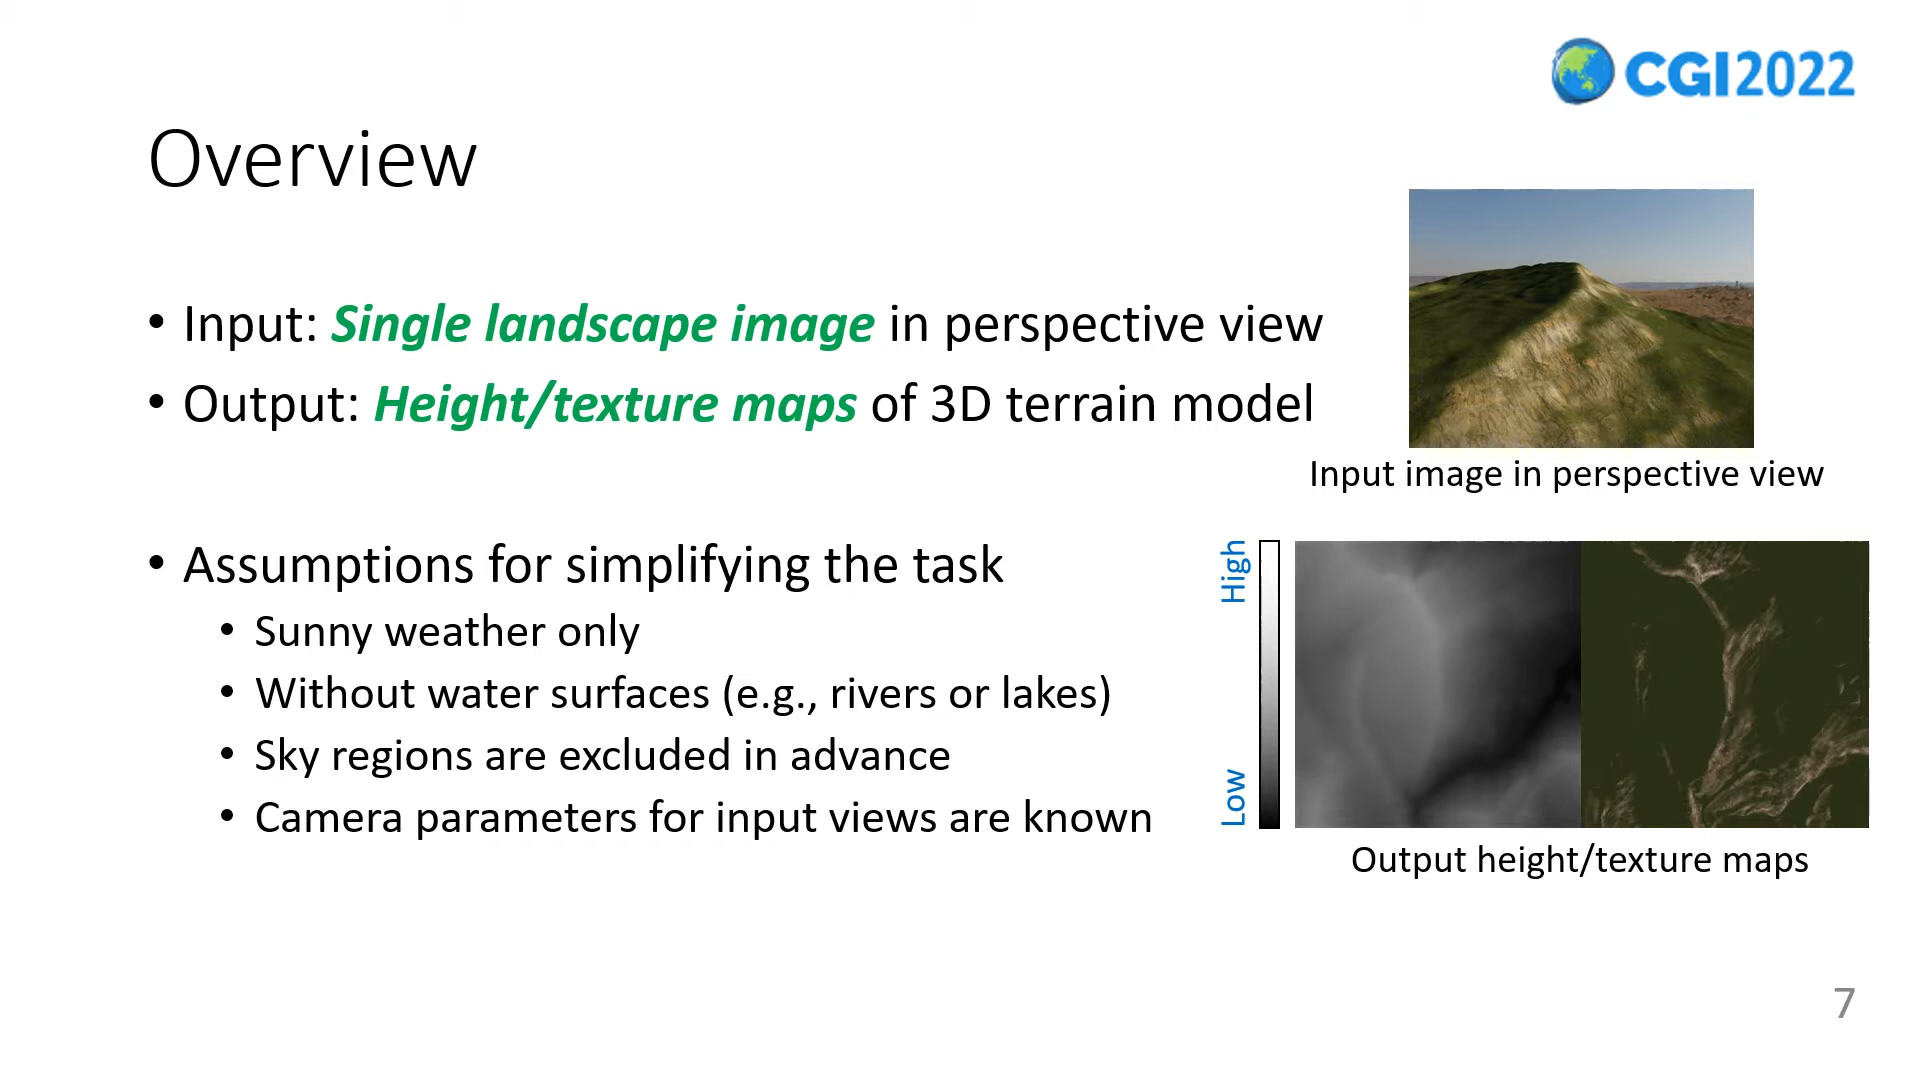 CGI2022
Overview
• Input: Single landscape image in perspective view
• Output: Height/texture maps of 3D terrain model
Input image in perspective view
• Assumptions for simplifying the task
• Sunny weather only
• Without water surfaces (e.g., rivers or lakes)
• Sky regions are excluded in advance
• Camera parameters for input views are known
High
Low
Output height/texture maps
7